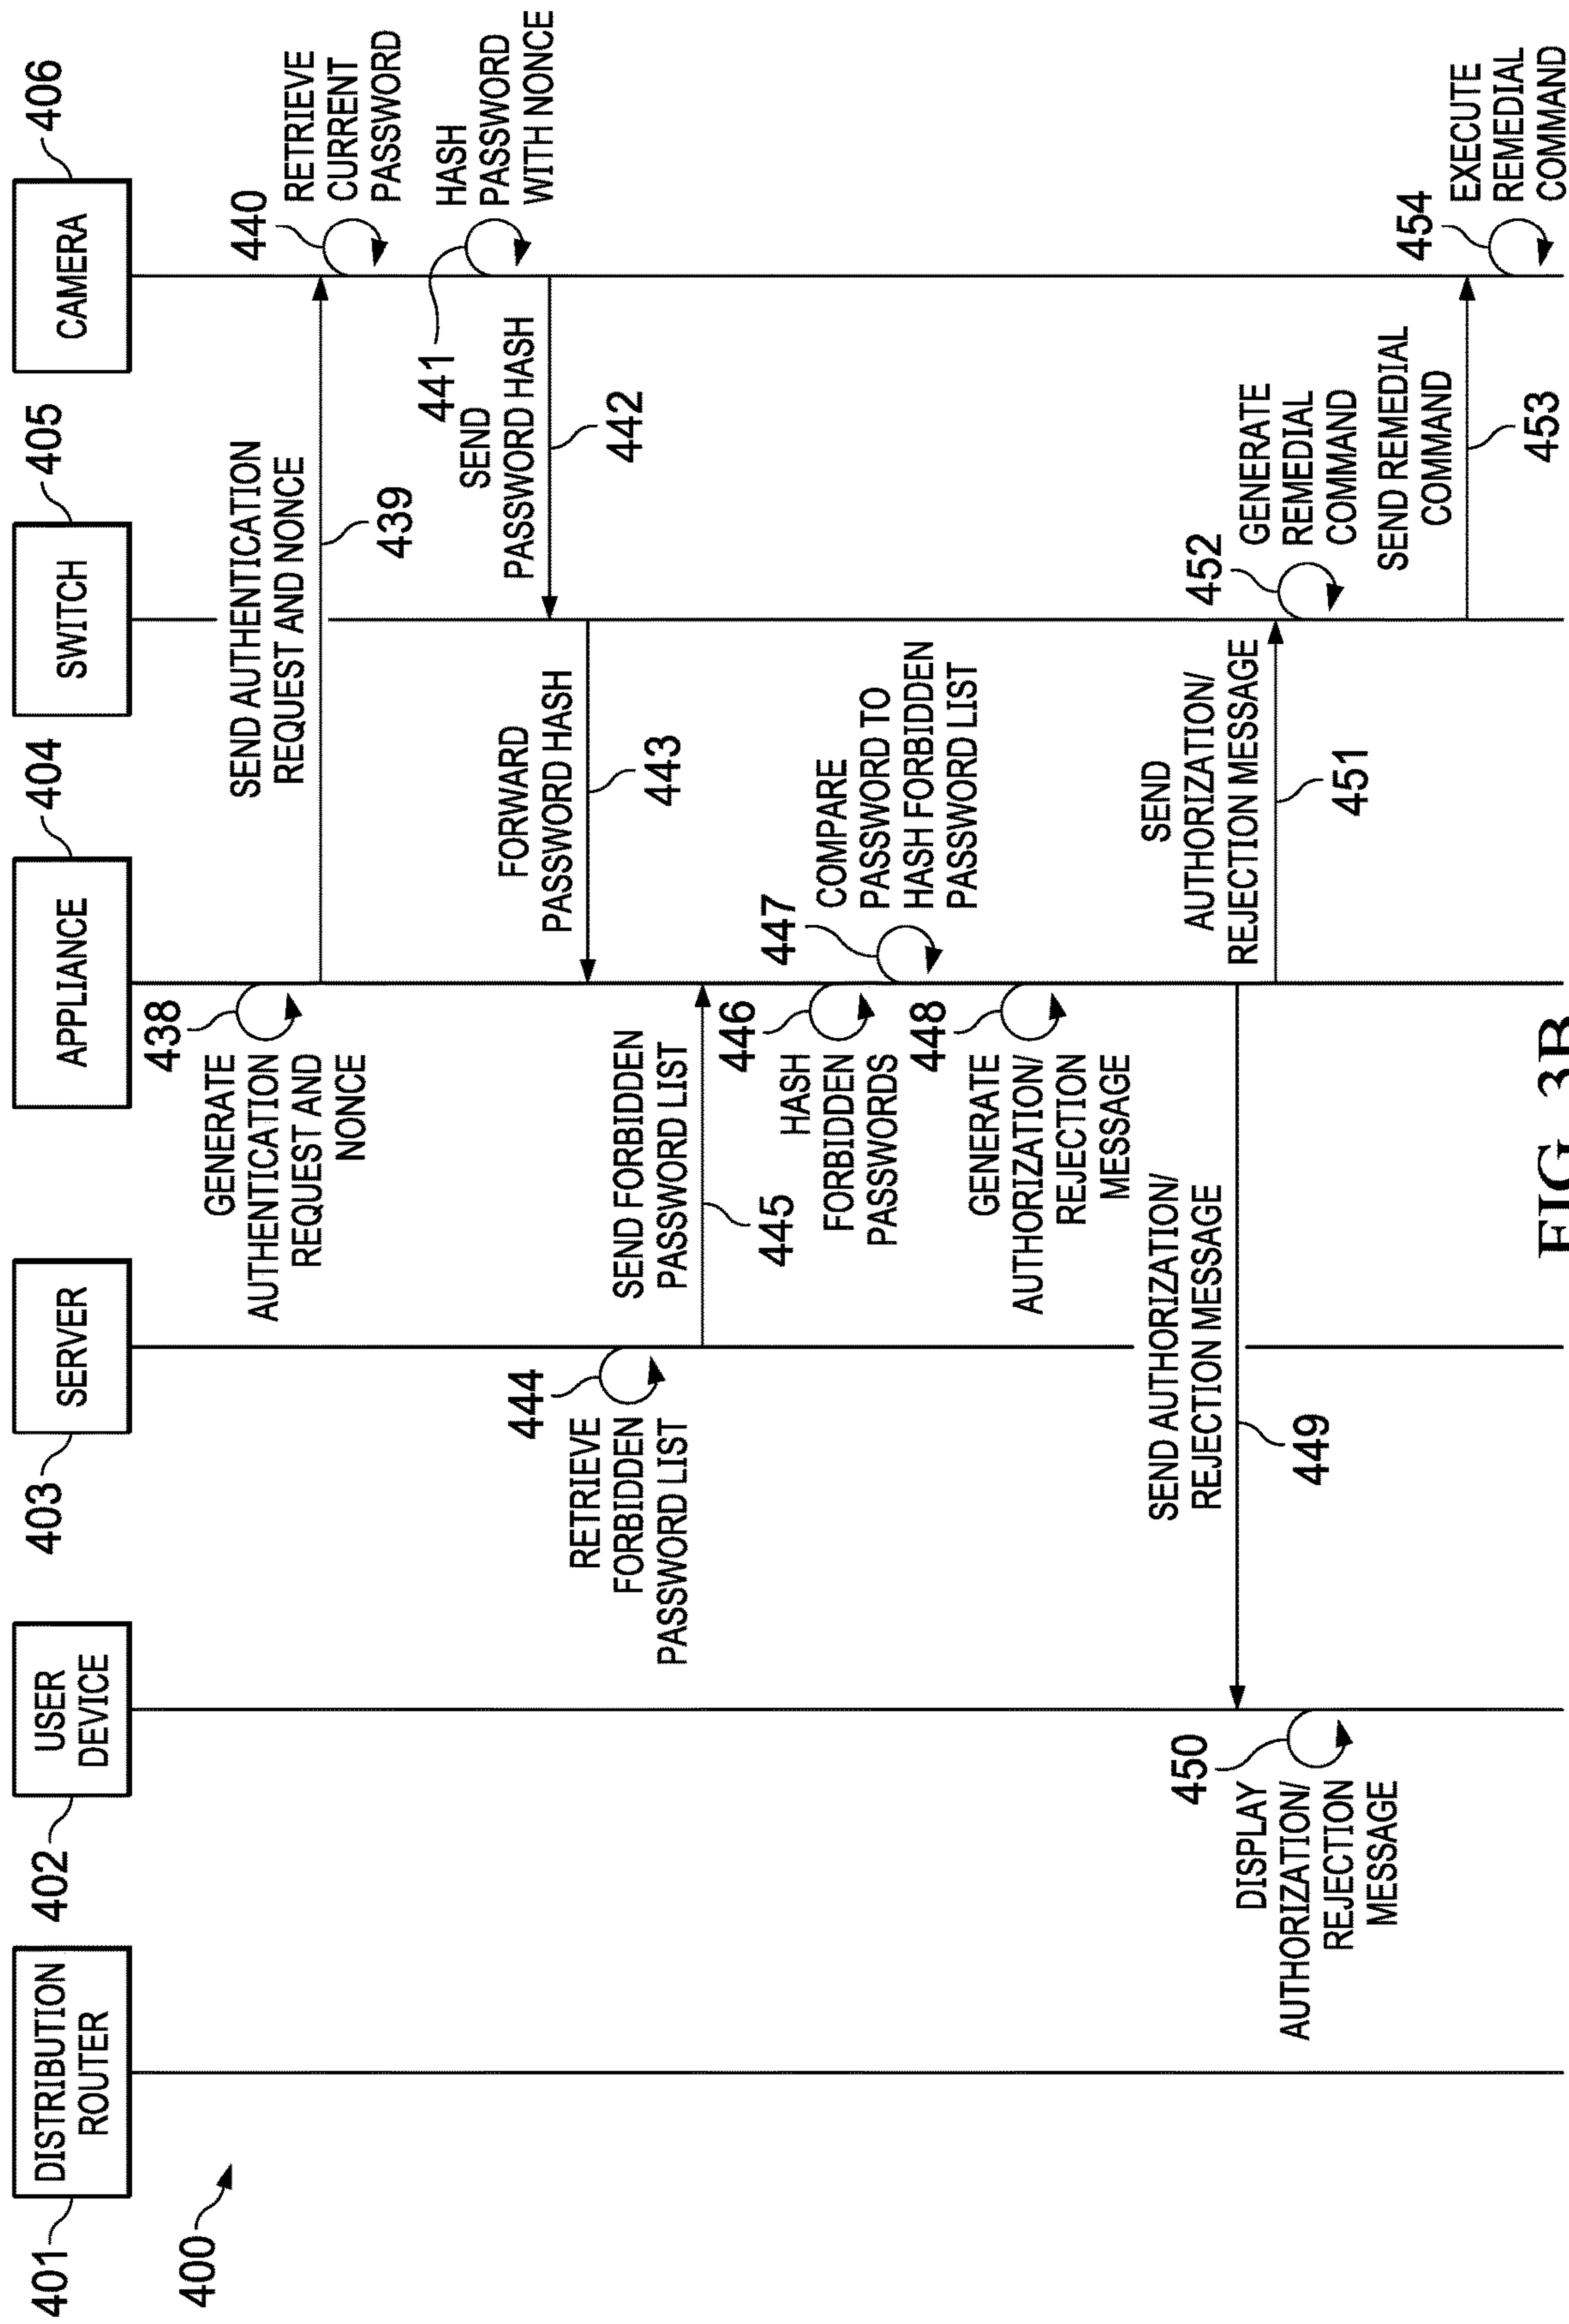 401
DISTRIBUTION
ROUTER
402
USER
DEVICE
403
SERVER
404
APPLIANCE
405
SWITCH
406
CAMERA
400
438
GENERATE
AUTHENTICATION
REQUEST AND
NONCE
SEND AUTHENTICATION
REQUEST AND NONCE
439
440
RETRIEVE
CURRENT
PASSWORD
441
HASH
PASSWORD
WITH NONCE
SEND
PASSWORD HASH
442
FORWARD
PASSWORD HASH
443
444
RETRIEVE
FORBIDDEN
PASSWORD LIST
SEND FORBIDDEN
PASSWORD LIST
445
446
HASH
FORBIDDEN
PASSWORDS
447
COMPARE
PASSWORD TO
HASH FORBIDDEN
PASSWORD LIST
448
GENERATE
AUTHORIZATION/
REJECTION
MESSAGE
SEND AUTHORIZATION/
REJECTION MESSAGE
449
450
DISPLAY
AUTHORIZATION/
REJECTION
MESSAGE
SEND
AUTHORIZATION/
REJECTION MESSAGE
451
452
GENERATE
REMEDIAL
COMMAND
SEND REMEDIAL
COMMAND
453
454
EXECUTE
REMEDIAL
COMMAND
FIG. 3B